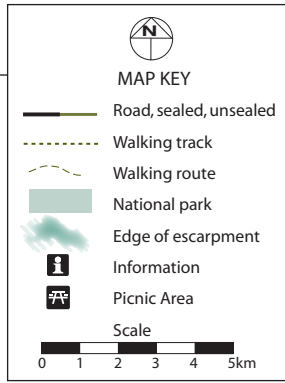 N
MAP KEY
Road, sealed, unsealed
Walking track
Walking route
National park
Edge of escarpment
i Information
Picnic Area
Scale
0 1 2 3 4 5km